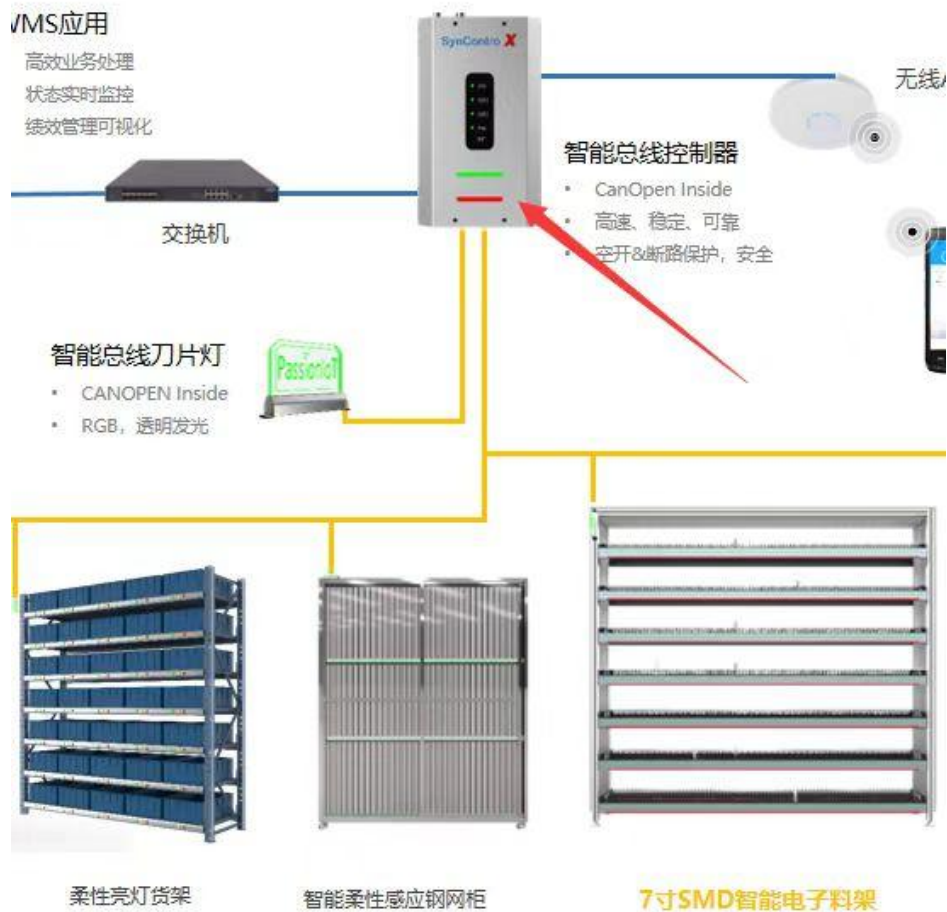 WMS应用
高效业务处理
状态实时监控
绩效管理可视化
SynContro X
无线A
交换机
智能总线控制器
CanOpen Inside
高速、稳定、可靠
空开&断路保护，安全
智能总线刀片灯
CANOPEN Inside
RGB，透明发光
PassionIoT
柔性亮灯货架
智能柔性感应钢网柜
7寸SMD智能电子料架